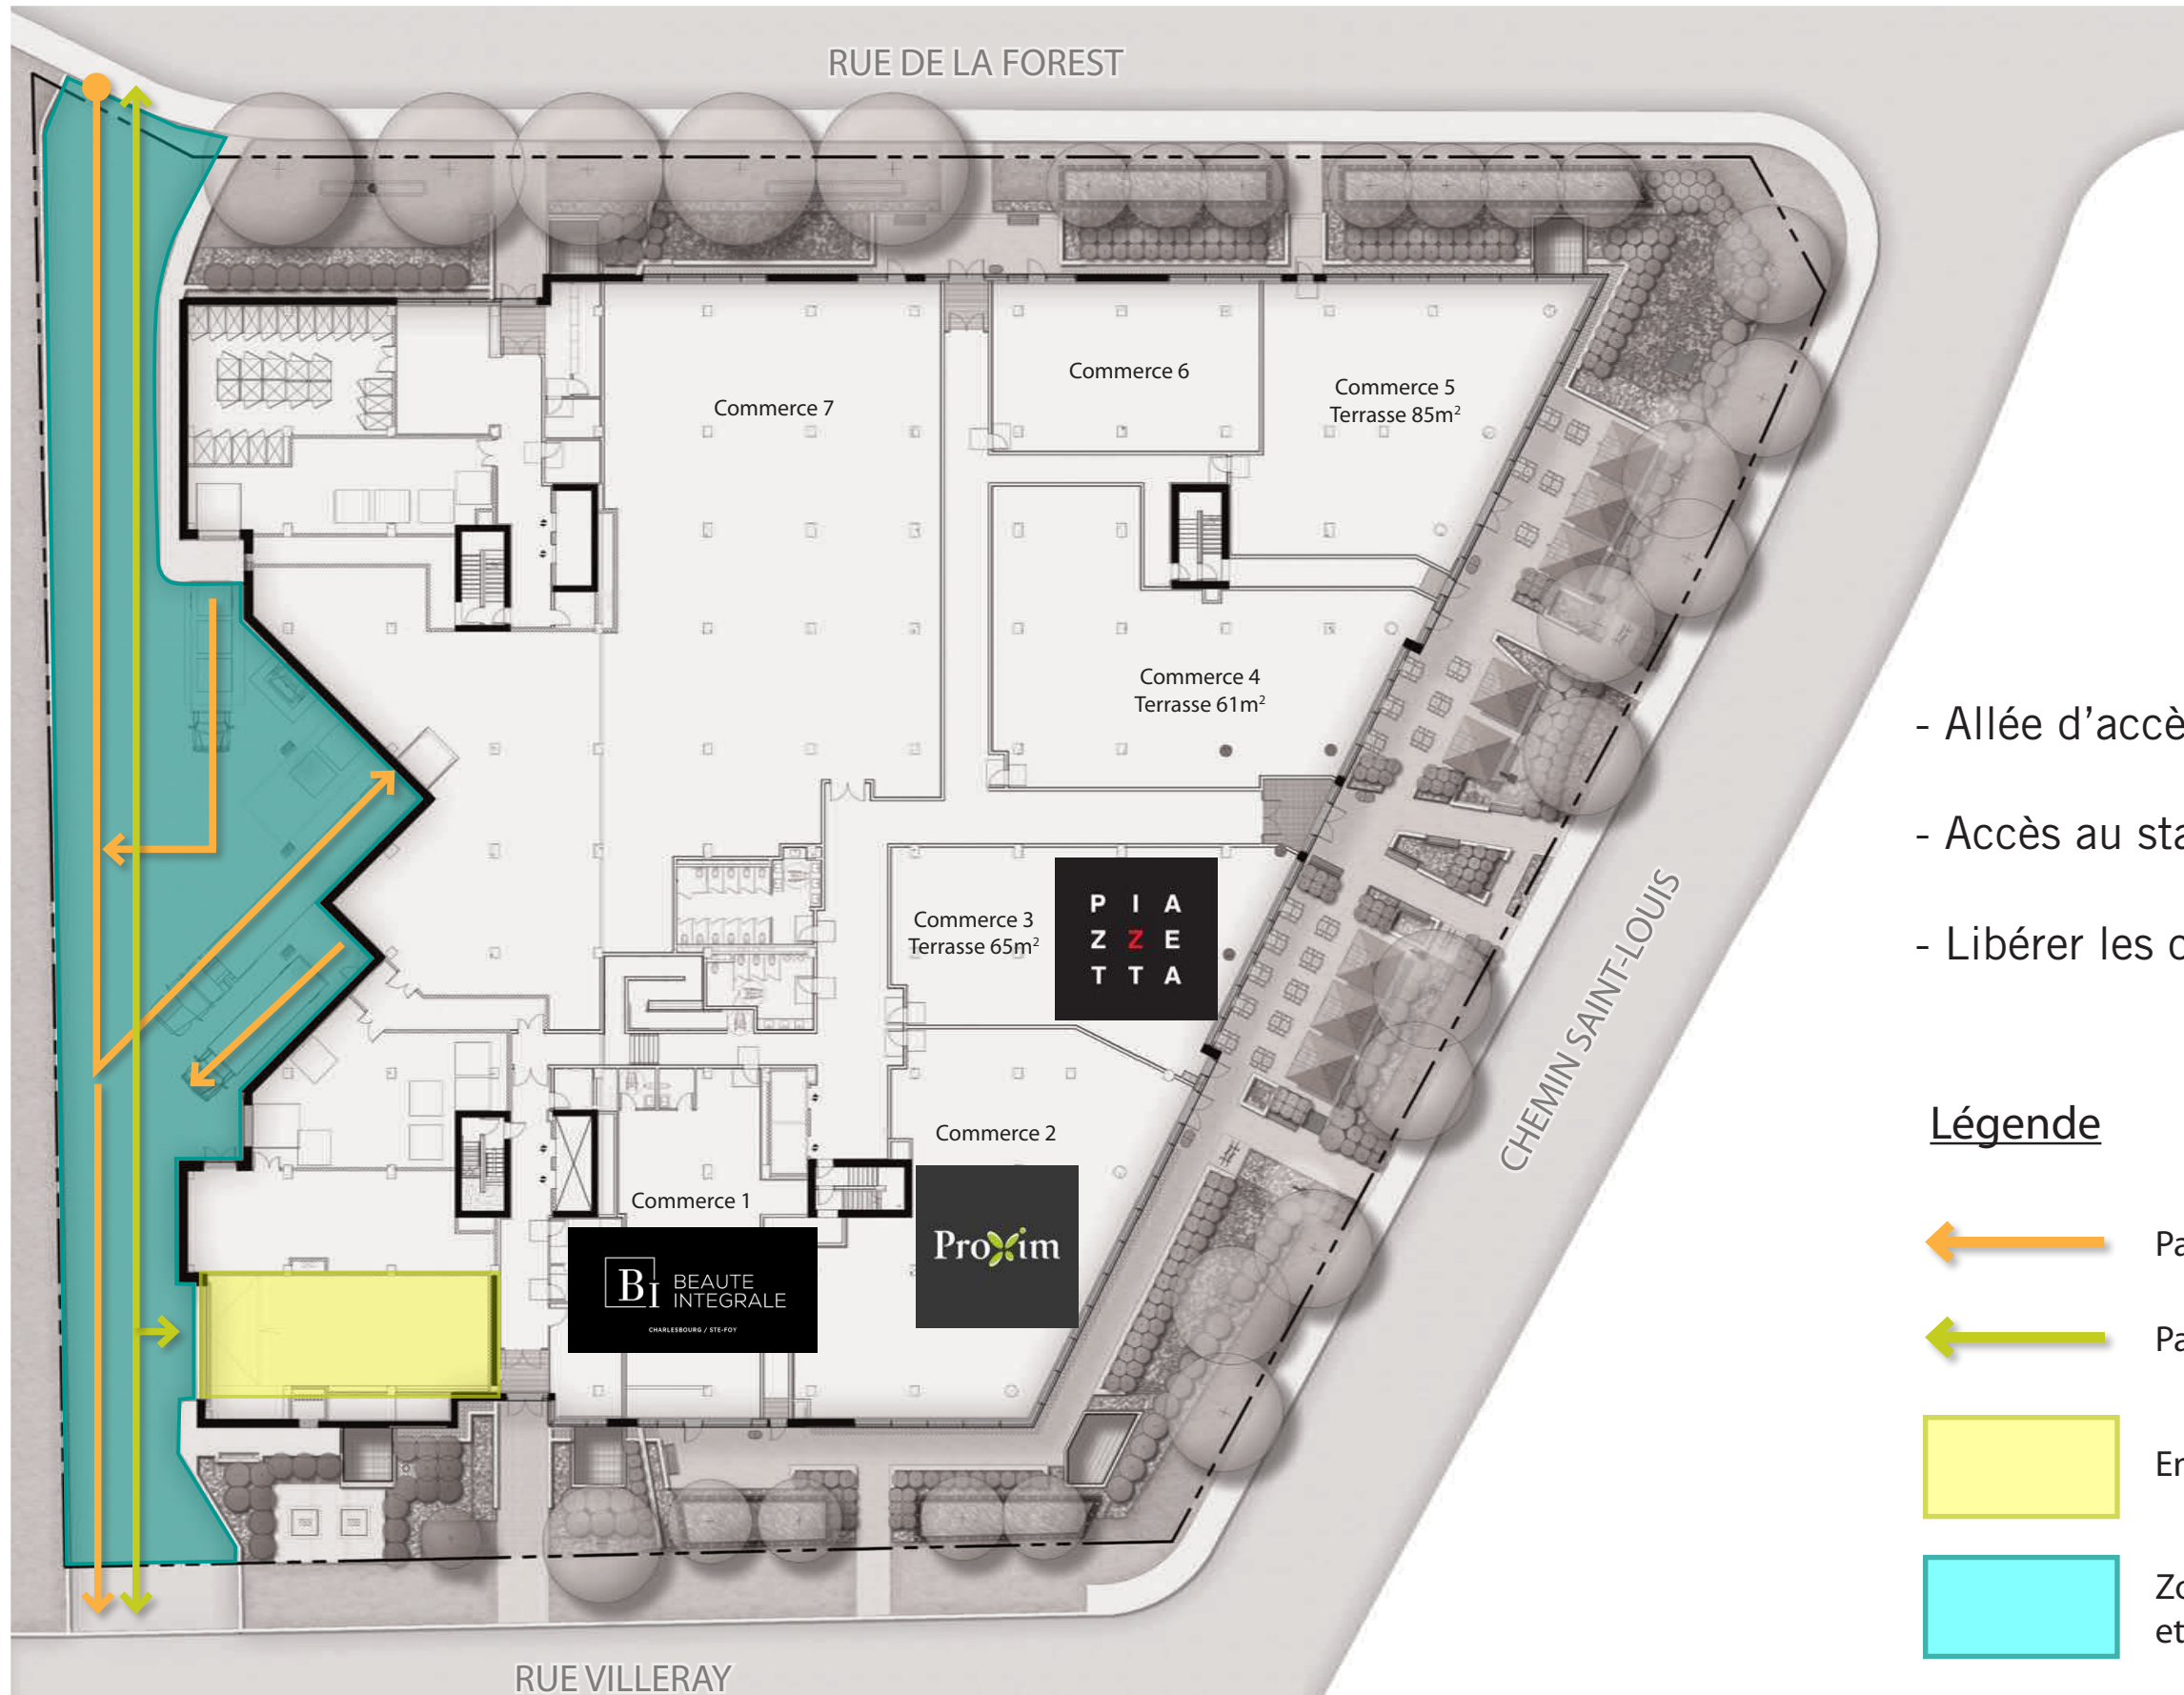 RUE DE LA FOREST
Commerce 6
Commerce 5
Terrasse 85m²
Commerce 7
Commerce 4
Terrasse 61m²
- Allée d'accè
- Accès au sta
- Libérer les
Commerce 3
Terrasse 65m²
P I A
Z Z E
T T A
CHEMIN SAINT-LOUIS
Commerce 2
Proxim
Commerce 1
BI BEAUTE
INTEGRALE
CHARLESBOURG / STE-FOY
Légende
Pa
Pa
Zo
et
RUE VILLERAY